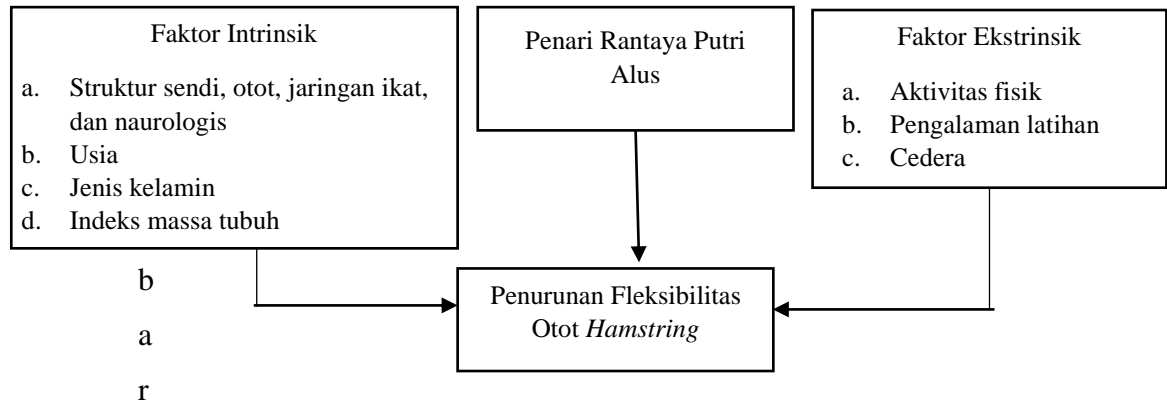 Faktor Intrinsik
a. Struktur sendi, otot, jaringan ikat,
dan naurologis
b. Usia
c. Jenis kelamin
d. Indeks massa tubuh
Penari Rantaya Putri
Alus
Faktor Ekstrinsik
a. Aktivitas fisik
b. Pengalaman latihan
c. Cedera
b
a
r
Penurunan Fleksibilitas
Otot Hamstring